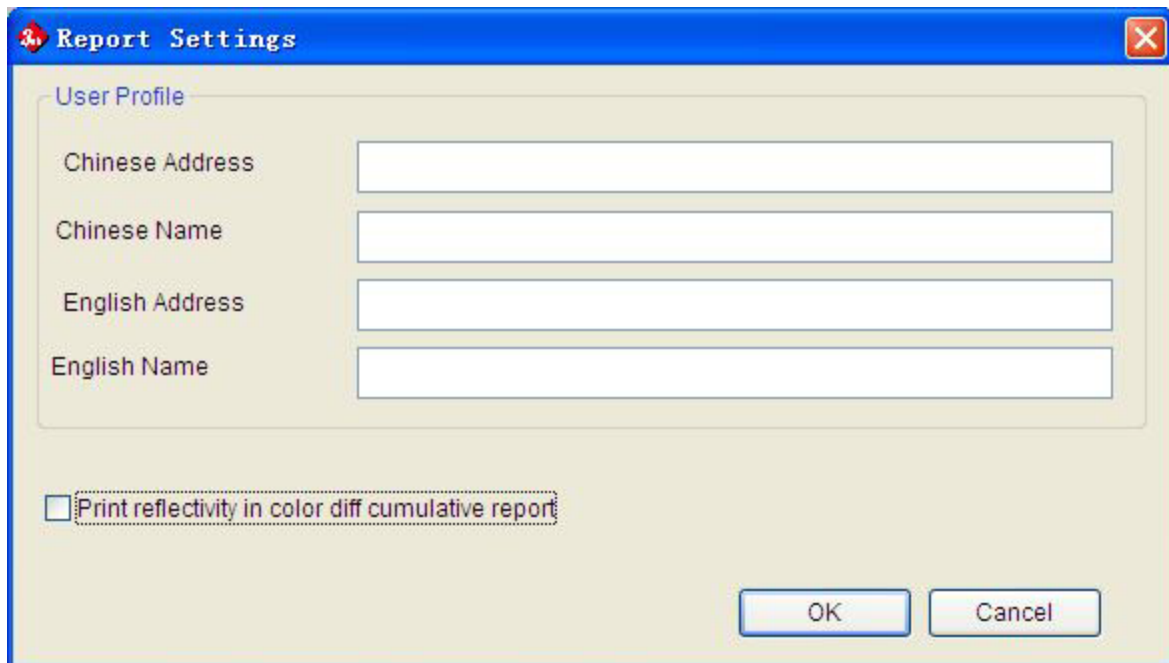 Report Settings
User Profile
Chinese Address
Chinese Name
English Address
English Name
Print reflectivity in color diff cumulative report
OK
Cancel